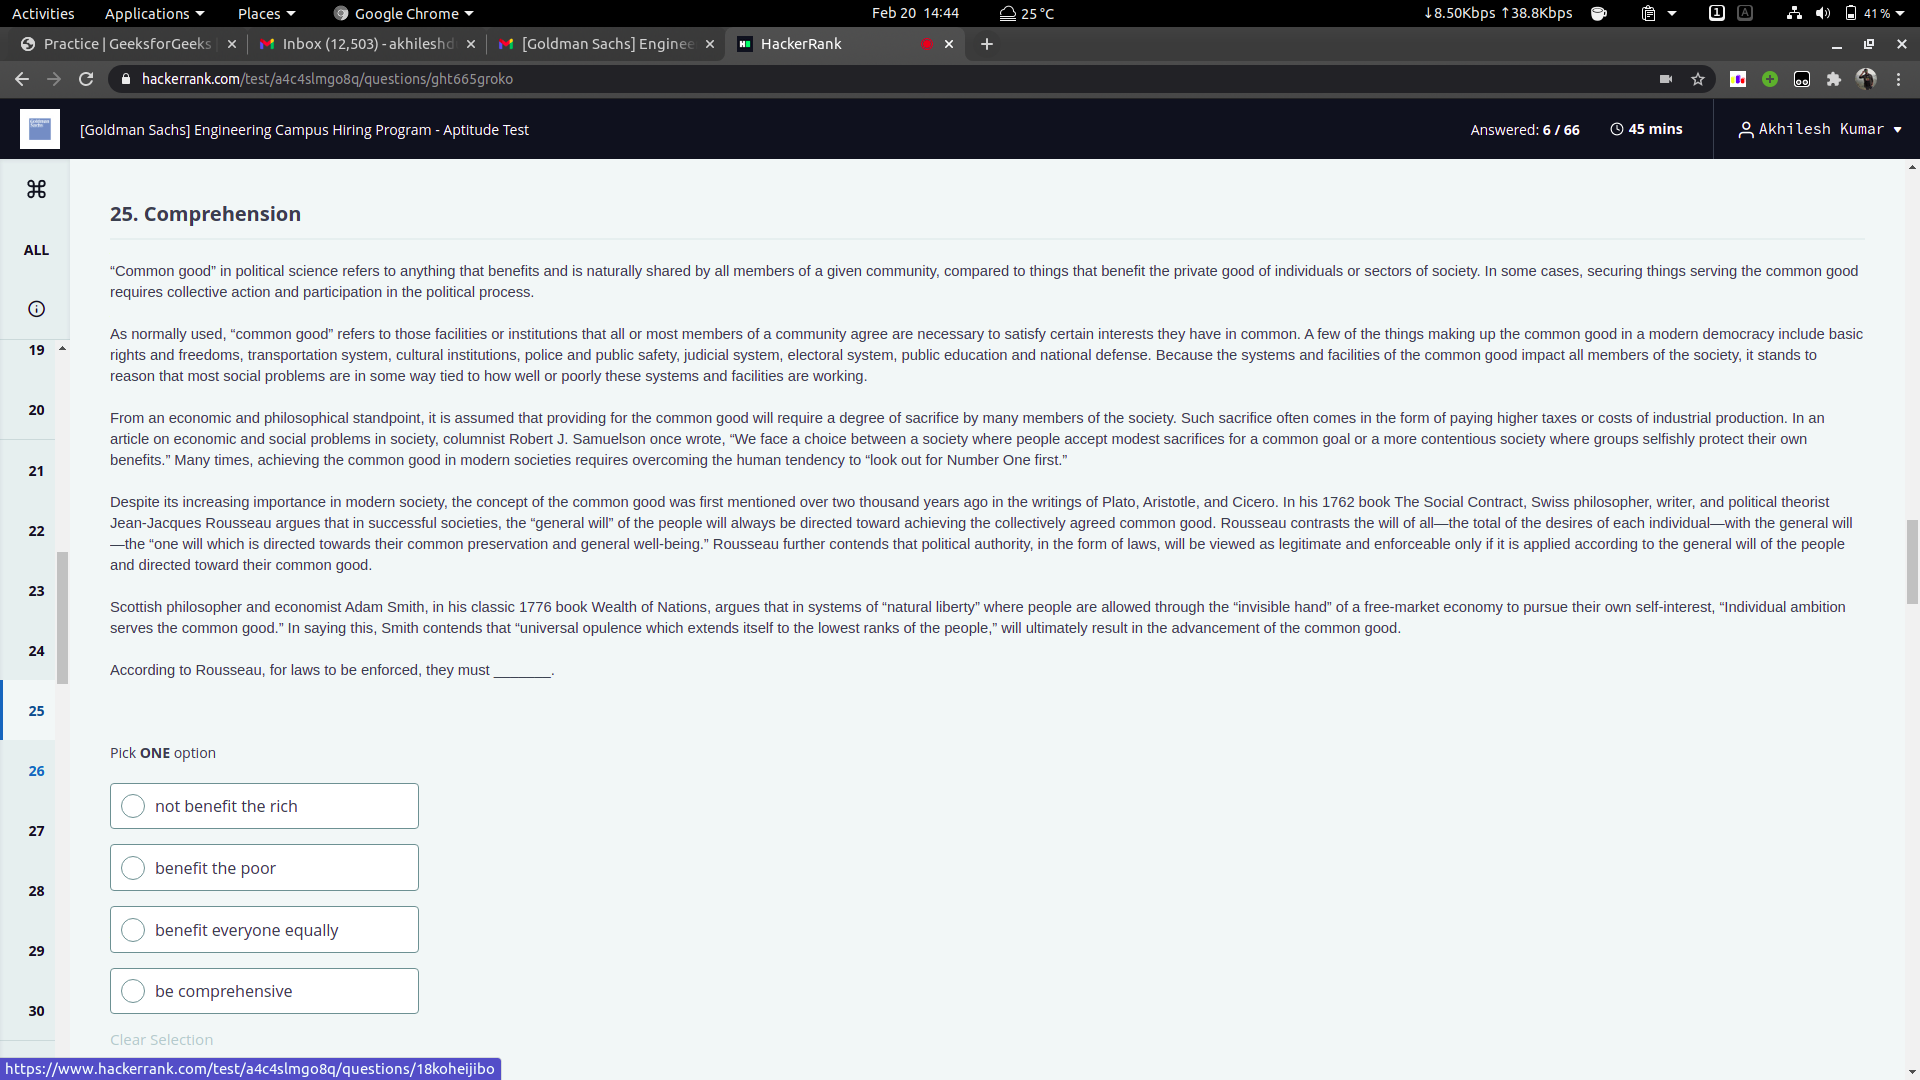 Activities Applications Places Google Chrome Feb 20 14:44 25 °C ↓8.50Kbps ↑38.8Kbps 1 A 41 %
Practice | GeeksforGeeks Inbox (12,503) - akhileshd [Goldman Sachs] Enginee HackerRank
hackerrank.com/test/a4c4slmgo8q/questions/ght665groko
[Goldman Sachs] Engineering Campus Hiring Program - Aptitude Test Answered: 6 / 66 45 mins Akhilesh Kumar
ALL
19
20
21
22
23
24
25
26
27
28
29
30
25. Comprehension
“Common good” in political science refers to anything that benefits and is naturally shared by all members of a given community, compared to things that benefit the private good of individuals or sectors of society. In some cases, securing things serving the common good
requires collective action and participation in the political process.
As normally used, “common good” refers to those facilities or institutions that all or most members of a community agree are necessary to satisfy certain interests they have in common. A few of the things making up the common good in a modern democracy include basic
rights and freedoms, transportation system, cultural institutions, police and public safety, judicial system, electoral system, public education and national defense. Because the systems and facilities of the common good impact all members of the society, it stands to
reason that most social problems are in some way tied to how well or poorly these systems and facilities are working.
From an economic and philosophical standpoint, it is assumed that providing for the common good will require a degree of sacrifice by many members of the society. Such sacrifice often comes in the form of paying higher taxes or costs of industrial production. In an
article on economic and social problems in society, columnist Robert J. Samuelson once wrote, “We face a choice between a society where people accept modest sacrifices for a common goal or a more contentious society where groups selfishly protect their own
benefits.” Many times, achieving the common good in modern societies requires overcoming the human tendency to “look out for Number One first.”
Despite its increasing importance in modern society, the concept of the common good was first mentioned over two thousand years ago in the writings of Plato, Aristotle, and Cicero. In his 1762 book The Social Contract, Swiss philosopher, writer, and political theorist
Jean-Jacques Rousseau argues that in successful societies, the “general will” of the people will always be directed toward achieving the collectively agreed common good. Rousseau contrasts the will of all—the total of the desires of each individual—with the general will
—the “one will which is directed towards their common preservation and general well-being.” Rousseau further contends that political authority, in the form of laws, will be viewed as legitimate and enforceable only if it is applied according to the general will of the people
and directed toward their common good.
Scottish philosopher and economist Adam Smith, in his classic 1776 book Wealth of Nations, argues that in systems of “natural liberty” where people are allowed through the “invisible hand” of a free-market economy to pursue their own self-interest, “Individual ambition
serves the common good.” In saying this, Smith contends that “universal opulence which extends itself to the lowest ranks of the people,” will ultimately result in the advancement of the common good.
According to Rousseau, for laws to be enforced, they must _______.
Pick ONE option
not benefit the rich
benefit the poor
benefit everyone equally
be comprehensive
Clear Selection
https://www.hackerrank.com/test/a4c4slmgo8q/questions/18koheijibo